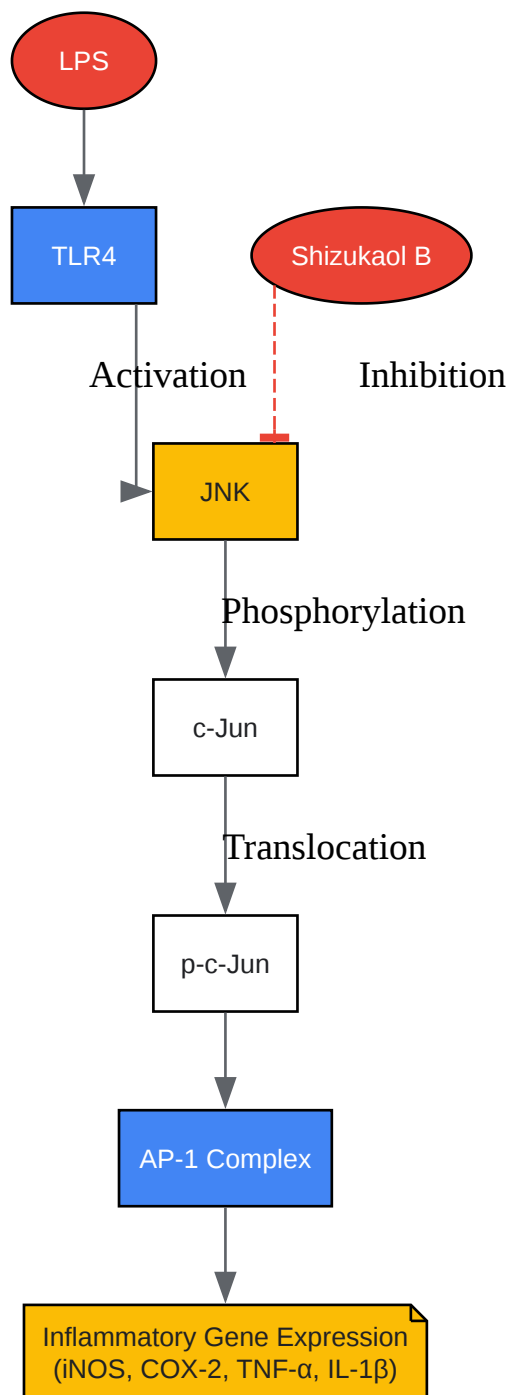 LPS
TLR4
Shizukaol B
Activation
Inhibition
JNK
Phosphorylation
c-Jun
Translocation
p-c-Jun
AP-1 Complex
Inflammatory Gene Expression
(iNOS, COX-2, TNF-α, IL-1β)